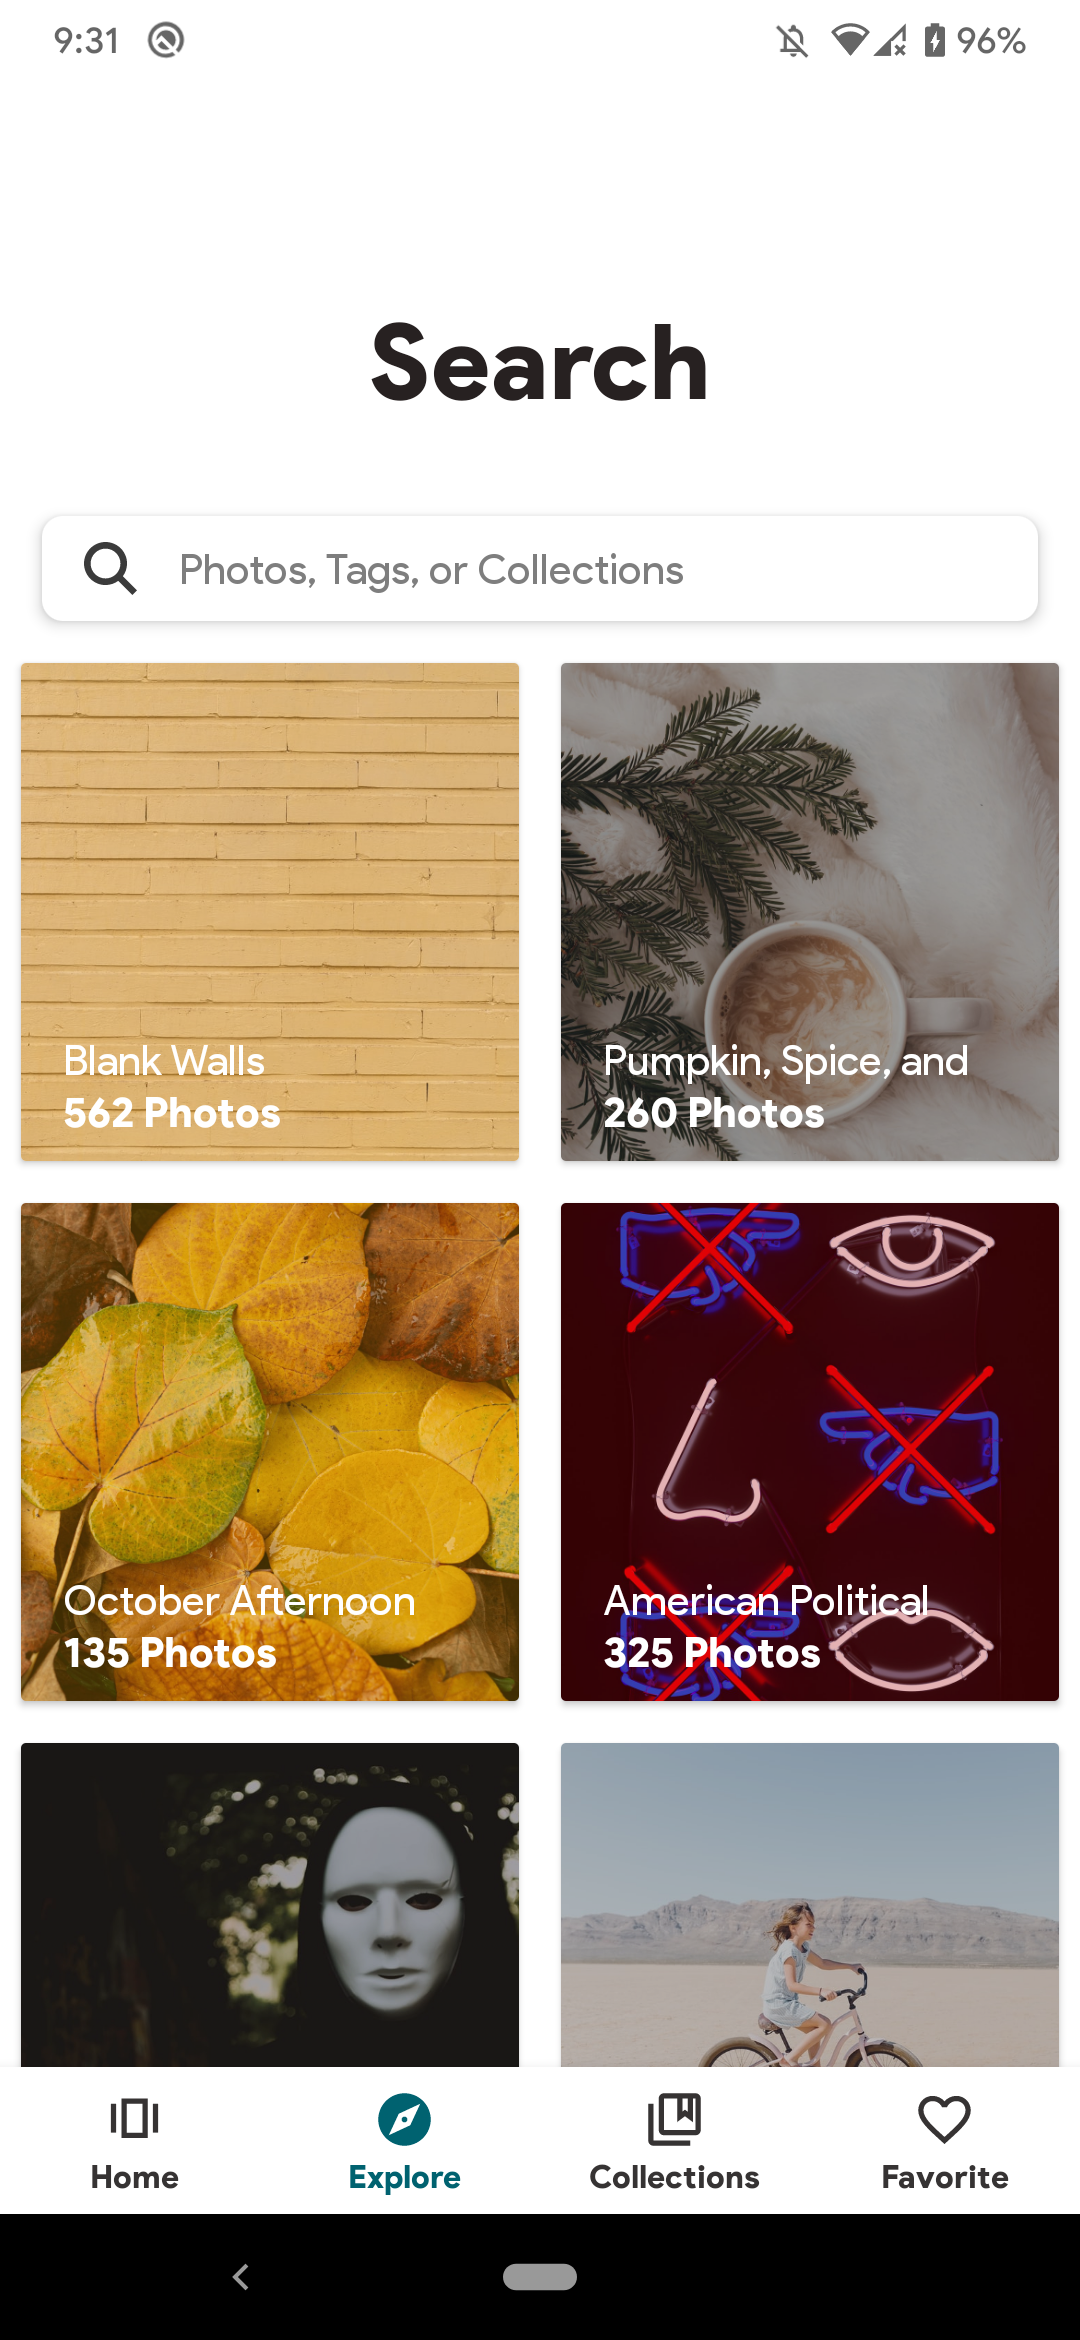 9:31
96%
Search
Photos, Tags, or Collections
Blank Walls
562 Photos
Pumpkin, Spice, and
260 Photos
October Afternoon
135 Photos
American Political
325 Photos
Home
Explore
Collections
Favorite